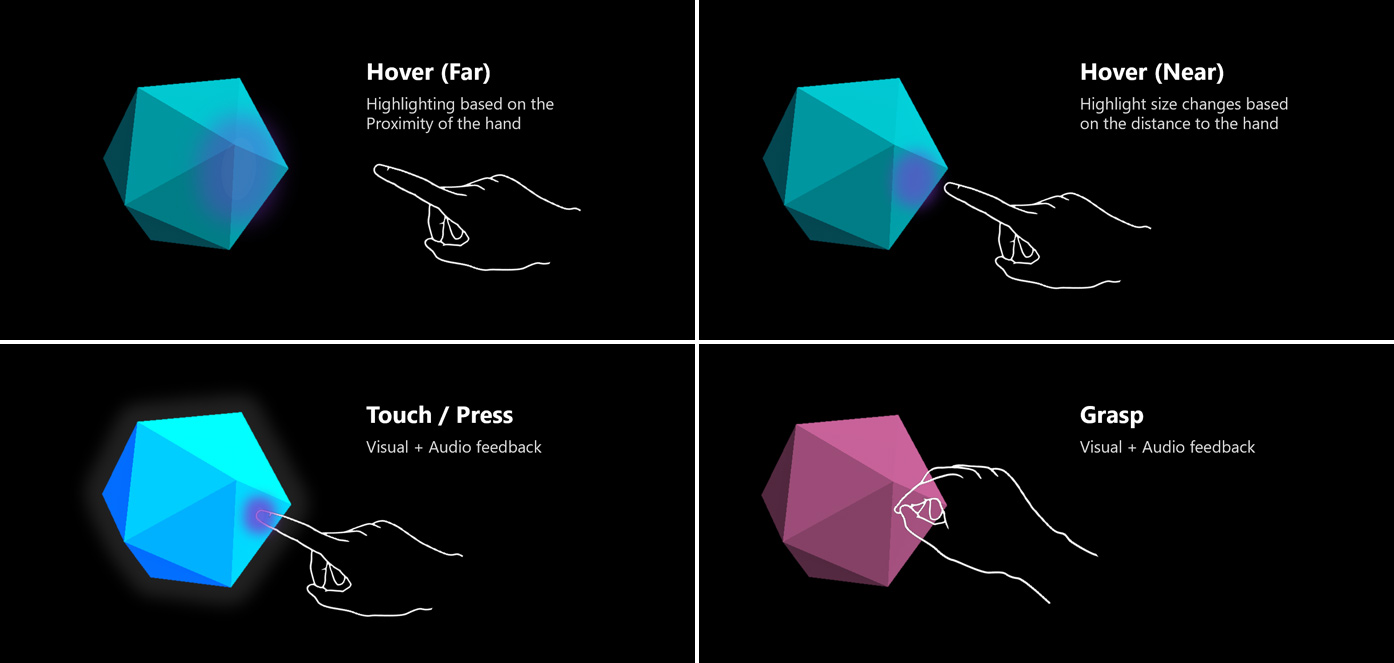 Hover (Far)
Highlighting based on the
Proximity of the hand
Hover (Near)
Highlight size changes based
on the distance to the hand
Touch / Press
Visual + Audio feedback
Grasp
Visual + Audio feedback